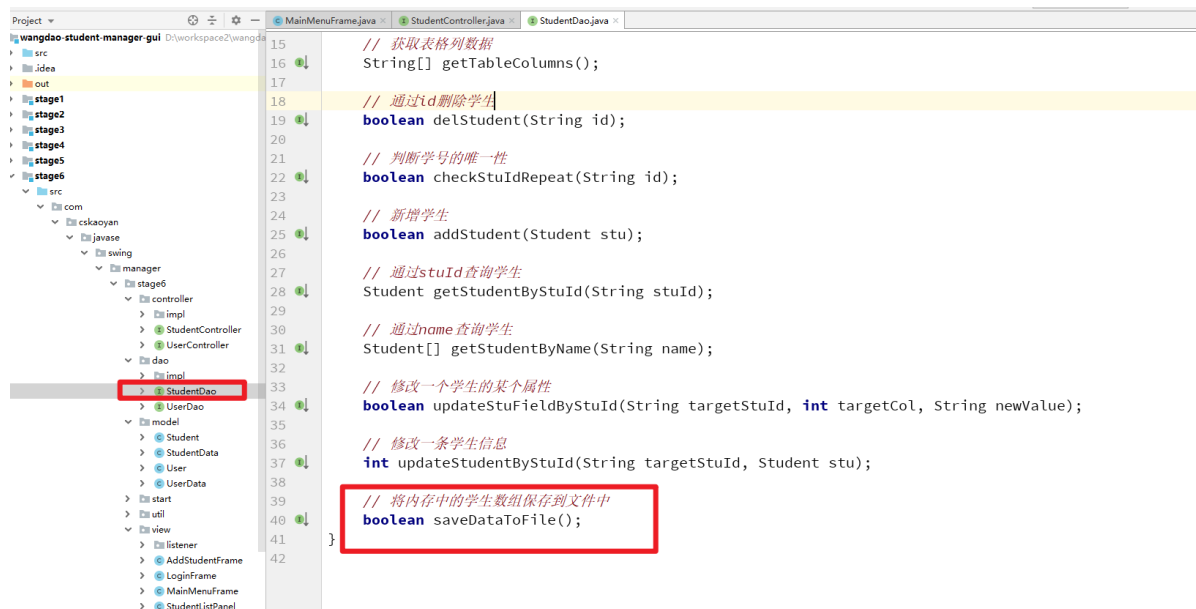 Project
MainMenuFrame.java
StudentController.java
StudentDao.java
wangdao-student-manager-gui D:\workspace2\wangda
src
.idea
out
stage1
stage2
stage3
stage4
stage5
stage6
src
com
cskaoyan
javase
swing
manager
stage6
controller
impl
StudentController
UserController
dao
impl
StudentDao
UserDao
model
Student
StudentData
User
UserData
start
util
view
listener
AddStudentFrame
LoginFrame
MainMenuFrame
StudentListPanel
15 // 获取表格列数据
16 String[] getTableColumns();
17
18 // 通过id删除学生
19 boolean delStudent(String id);
20
21 // 判断学号的唯一性
22 boolean checkStuIdRepeat(String id);
23
24 // 新增学生
25 boolean addStudent(Student stu);
26
27 // 通过stuId查询学生
28 Student getStudentByStuId(String stuId);
29
30 // 通过name查询学生
31 Student[] getStudentByName(String name);
32
33 // 修改一个学生的某个属性
34 boolean updateStuFieldByStuId(String targetStuId, int targetCol, String newValue);
35
36 // 修改一条学生信息
37 int updateStudentByStuId(String targetStuId, Student stu);
38
39 // 将内存中的学生数组保存到文件中
40 boolean saveDataToFile();
41 }
42